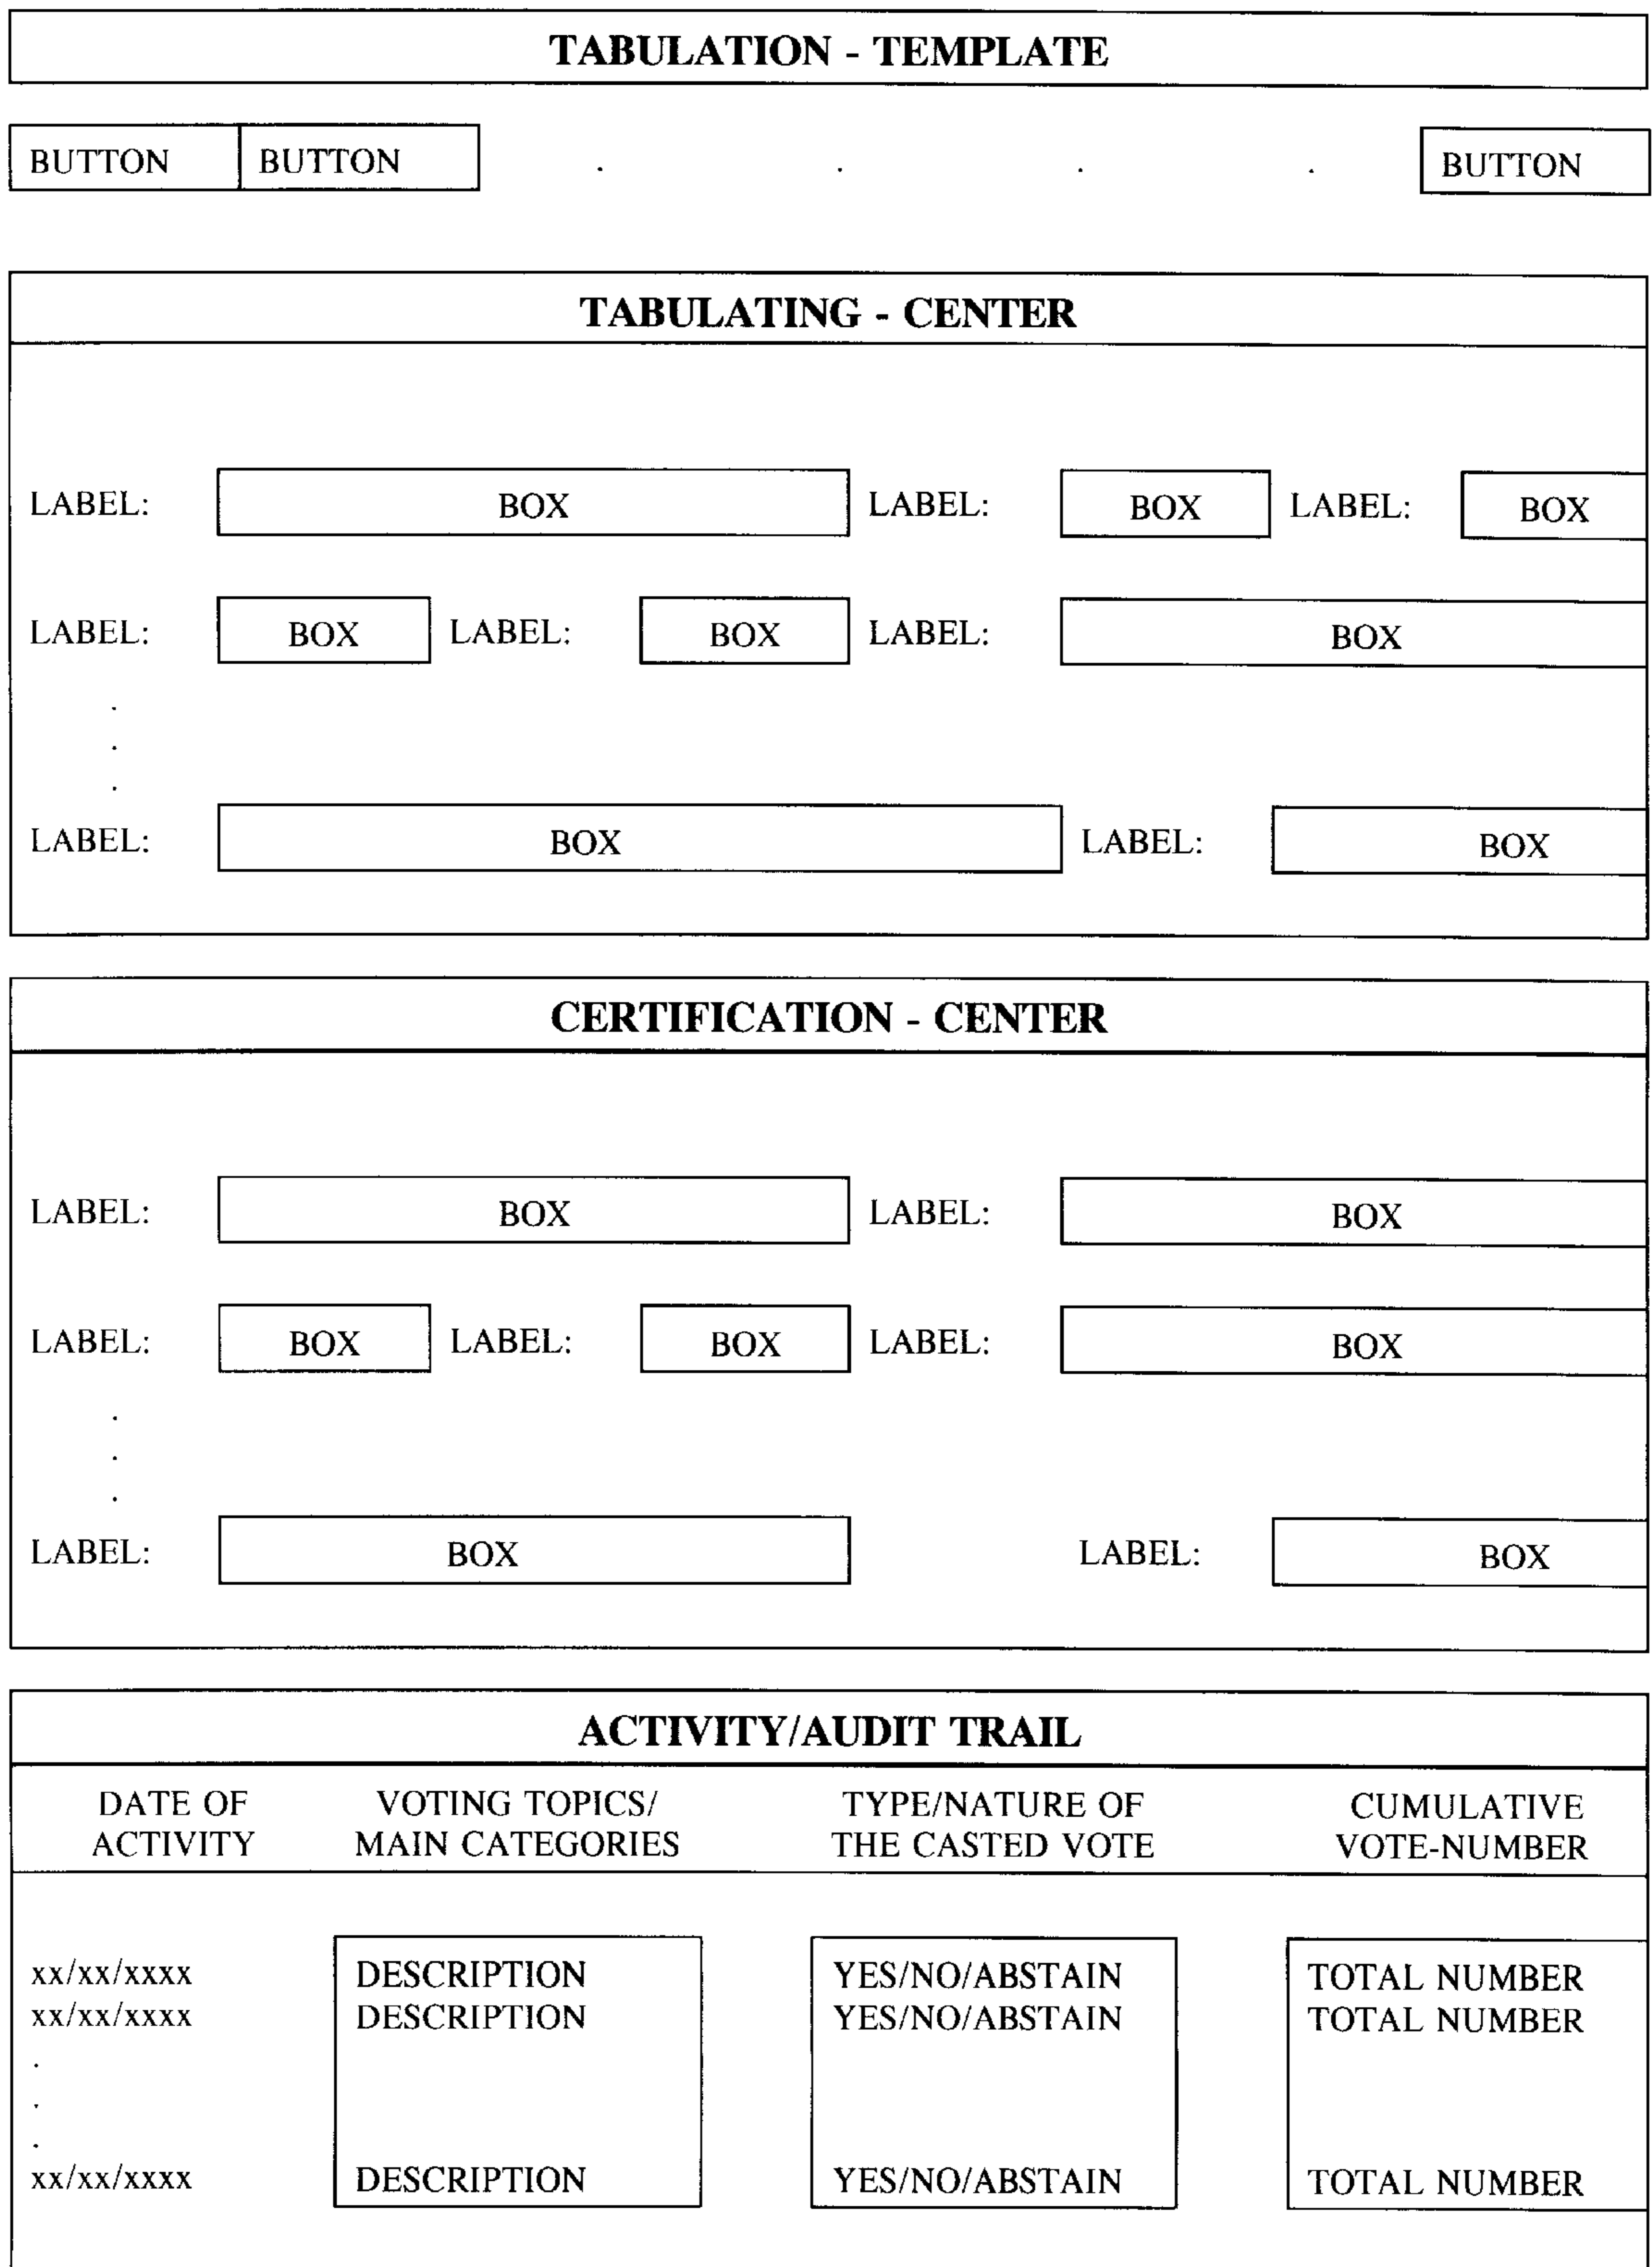 TABULATION - TEMPLATE
BUTTON BUTTON . . . . BUTTON
TABULATING - CENTER
LABEL: BOX LABEL: BOX LABEL: BOX
LABEL: BOX LABEL: BOX LABEL: BOX
.
.
.
LABEL: BOX LABEL: BOX
CERTIFICATION - CENTER
LABEL: BOX LABEL: BOX
LABEL: BOX LABEL: BOX LABEL: BOX
.
.
.
LABEL: BOX LABEL: BOX
ACTIVITY/AUDIT TRAIL
DATE OF VOTING TOPICS/ TYPE/NATURE OF CUMULATIVE
ACTIVITY MAIN CATEGORIES THE CASTED VOTE VOTE-NUMBER
xx/xx/xxxx DESCRIPTION YES/NO/ABSTAIN TOTAL NUMBER
xx/xx/xxxx DESCRIPTION YES/NO/ABSTAIN TOTAL NUMBER
.
.
.
xx/xx/xxxx DESCRIPTION YES/NO/ABSTAIN TOTAL NUMBER